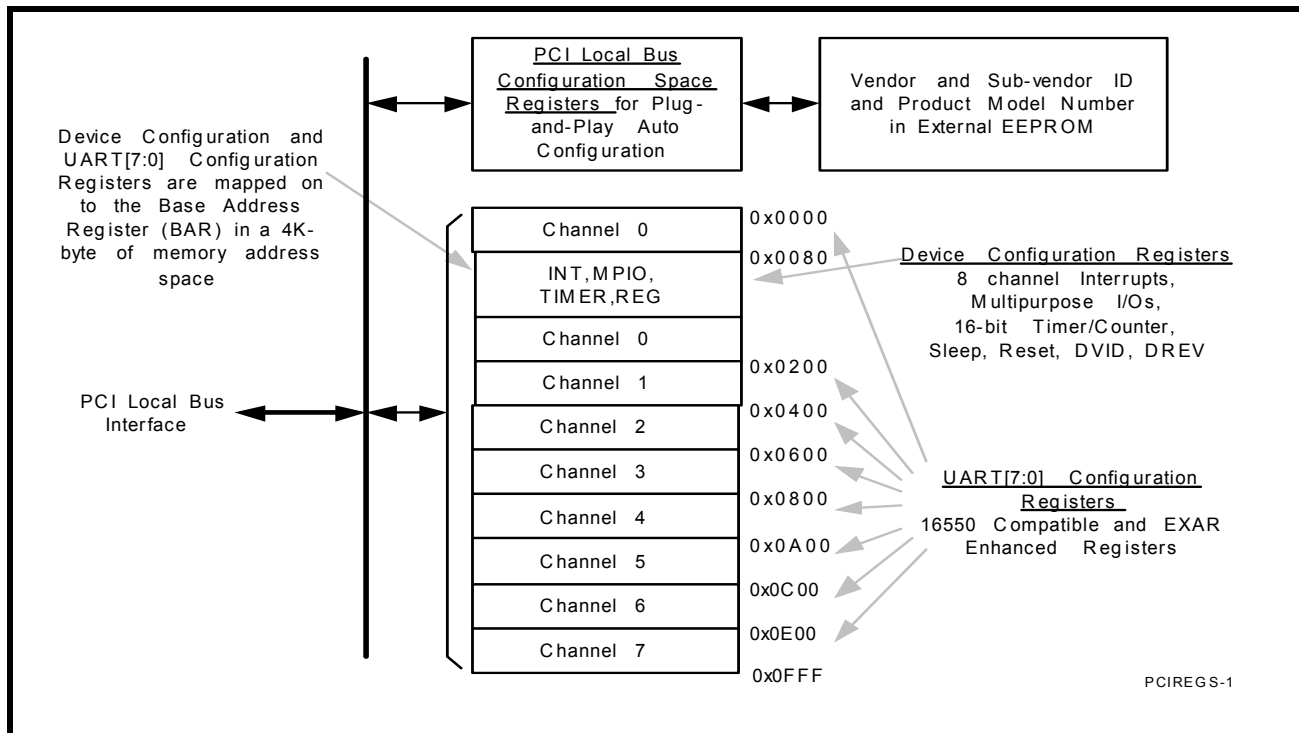 PCI Local Bus
Configuration Space
Registers for Plug-
and-Play Auto
Configuration
Vendor and Sub-vendor ID
and Product Model Number
in External EEPROM
Device Configuration and
UART[7:0] Configuration
Registers are mapped on
to the Base Address
Register (BAR) in a 4K-
byte of memory address
space
PCI Local Bus
Interface
Channel 0
INT,MPIO,
TIMER,REG
Channel 0
Channel 1
Channel 2
Channel 3
Channel 4
Channel 5
Channel 6
Channel 7
0x0000
0x0080
0x0200
0x0400
0x0600
0x0800
0x0A00
0x0C00
0x0E00
0x0FFF
Device Configuration Registers
8 channel Interrupts,
Multipurpose I/Os,
16-bit Timer/Counter,
Sleep, Reset, DVID, DREV
UART[7:0] Configuration
Registers
16550 Compatible and EXAR
Enhanced Registers
PCIREGS-1